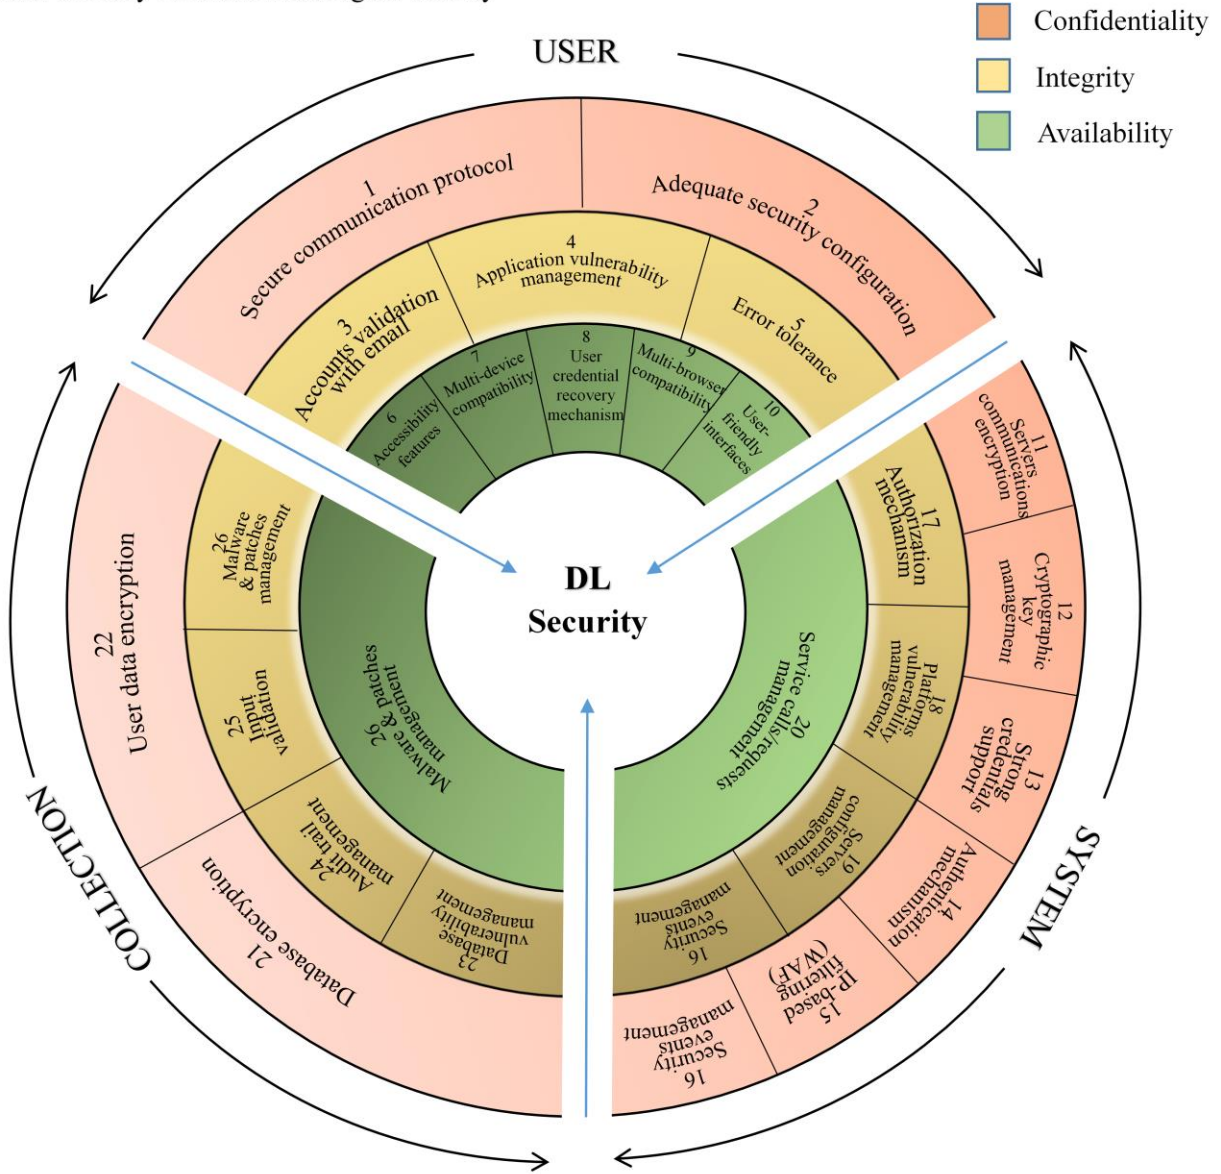 USER
Confidentiality
Integrity
Availability
1
Secure communication protocol
2
Adequate security configuration
3
Accounts validation
with email
4
Application vulnerability
management
5
Error tolerance
6
Accessibility
features
7
Multi-device
compatibility
8
User
credential
recovery
mechanism
9
Multi-browser
compatibility
10
User-
friendly
interfaces
DL
Security
SYSTEM
11
Servers
communications
encryption
12
Cryptographic
key
management
13
Strong
credentials
support
14
Authentication
mechanism
15
IP-based
filtering
(WAF)
16
Security
events
management
17
Authorization
mechanism
18
Platforms
vulnerability
management
19
Servers
configuration
management
16
Security
events
management
20
Service calls/requests
management
COLLECTION
21
Database encryption
22
User data encryption
23
Database
vulnerability
management
24
Audit trail
management
25
Input
validation
26
Malware
& patches
management
26
Malware & patches
management